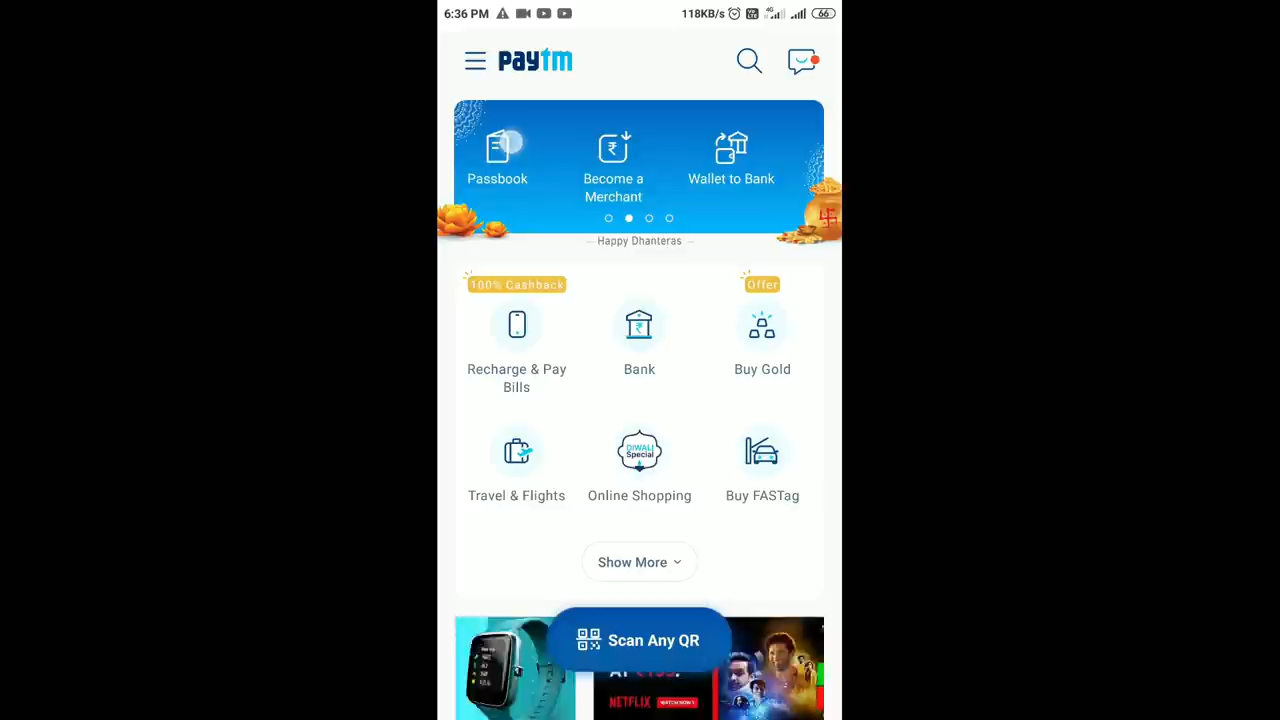 6:36 PM
118KB/s
4G
66
paytm
Passbook
Become a
Merchant
Wallet to Bank
Happy Dhanteras
100% Cashback
Offer
Recharge & Pay
Bills
Bank
Buy Gold
DIWALI
Special
Travel & Flights
Online Shopping
Buy FASTag
Show More
Scan Any QR
NETFLIX
WATCH NOW